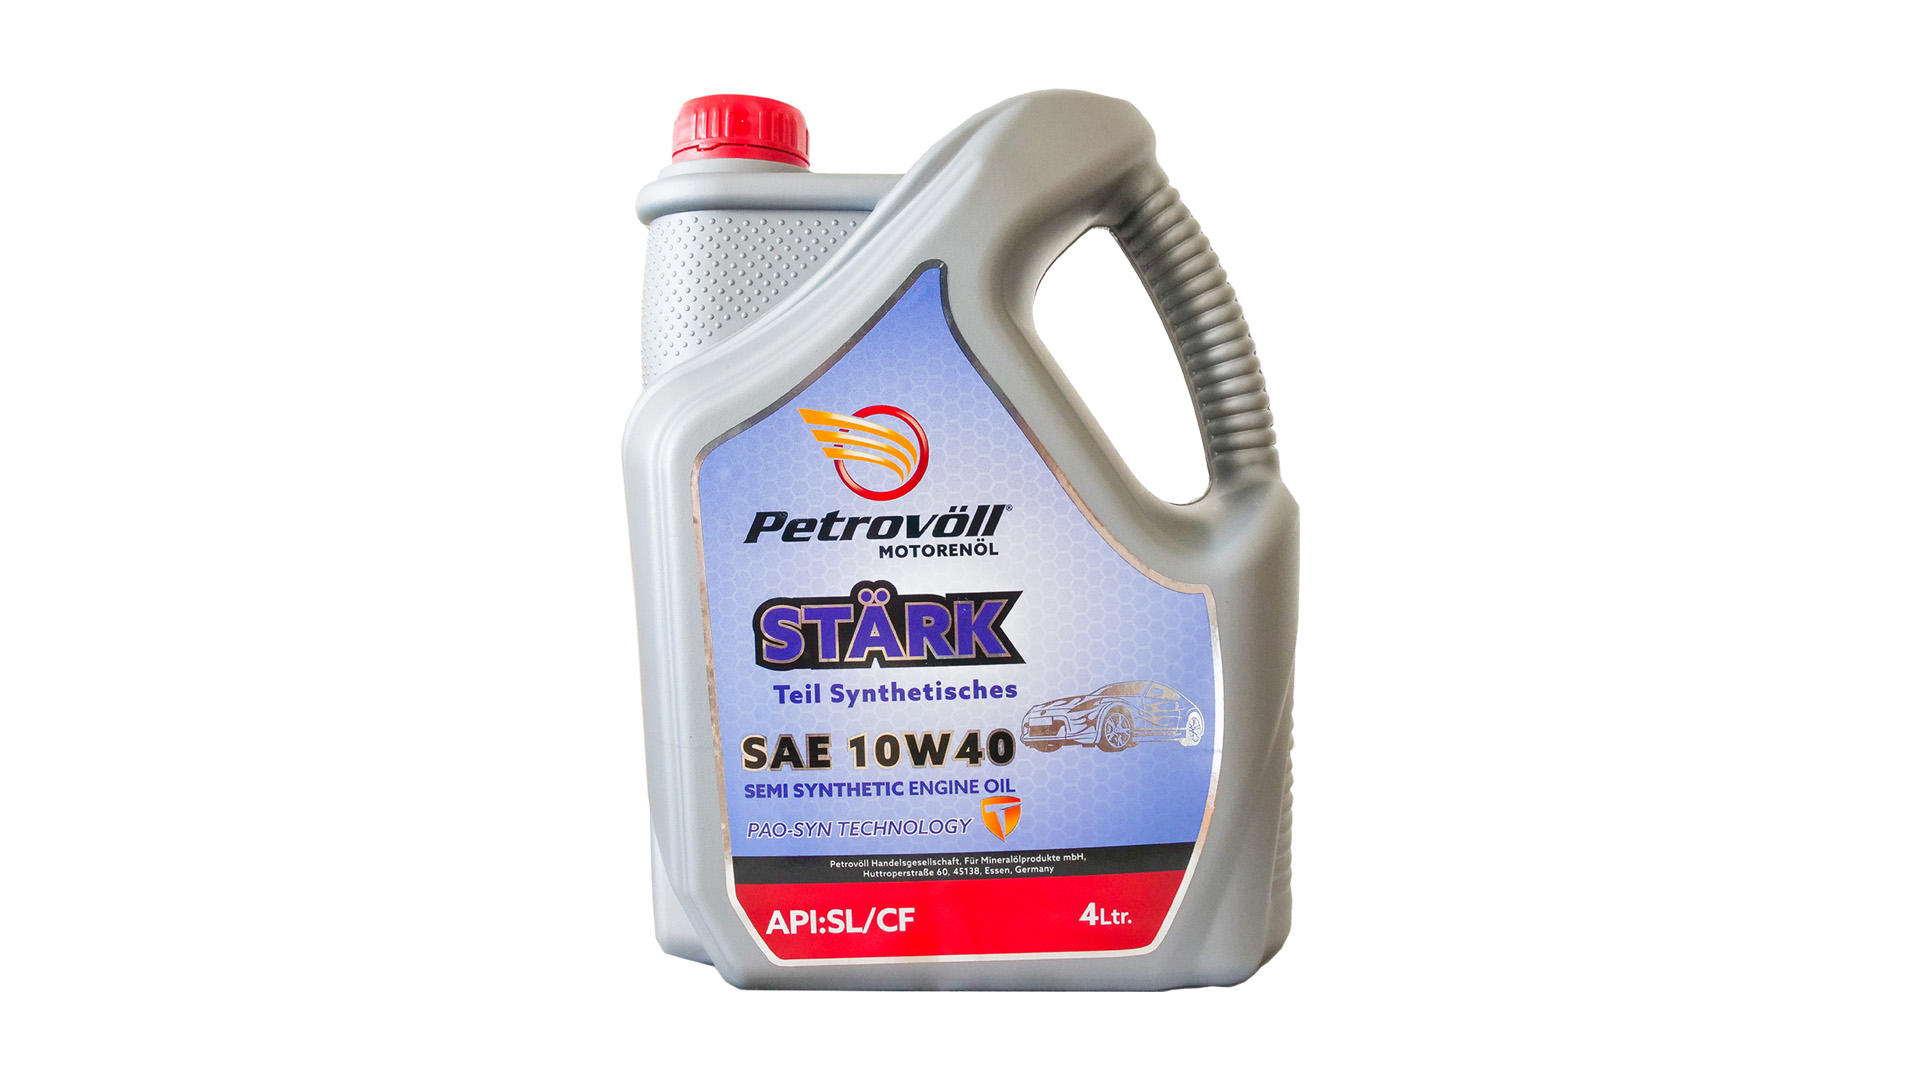 Petrovöll®
MOTORENÖL
STÄRK
Teil Synthetisches
SAE 10W40
SEMI SYNTHETIC ENGINE OIL
PAO-SYN TECHNOLOGY T
Petrovöll Handelsgesellschaft, Für Mineralölprodukte mbH,
Huttroperstraße 60, 45138, Essen, Germany
API:SL/CF 4Ltr.